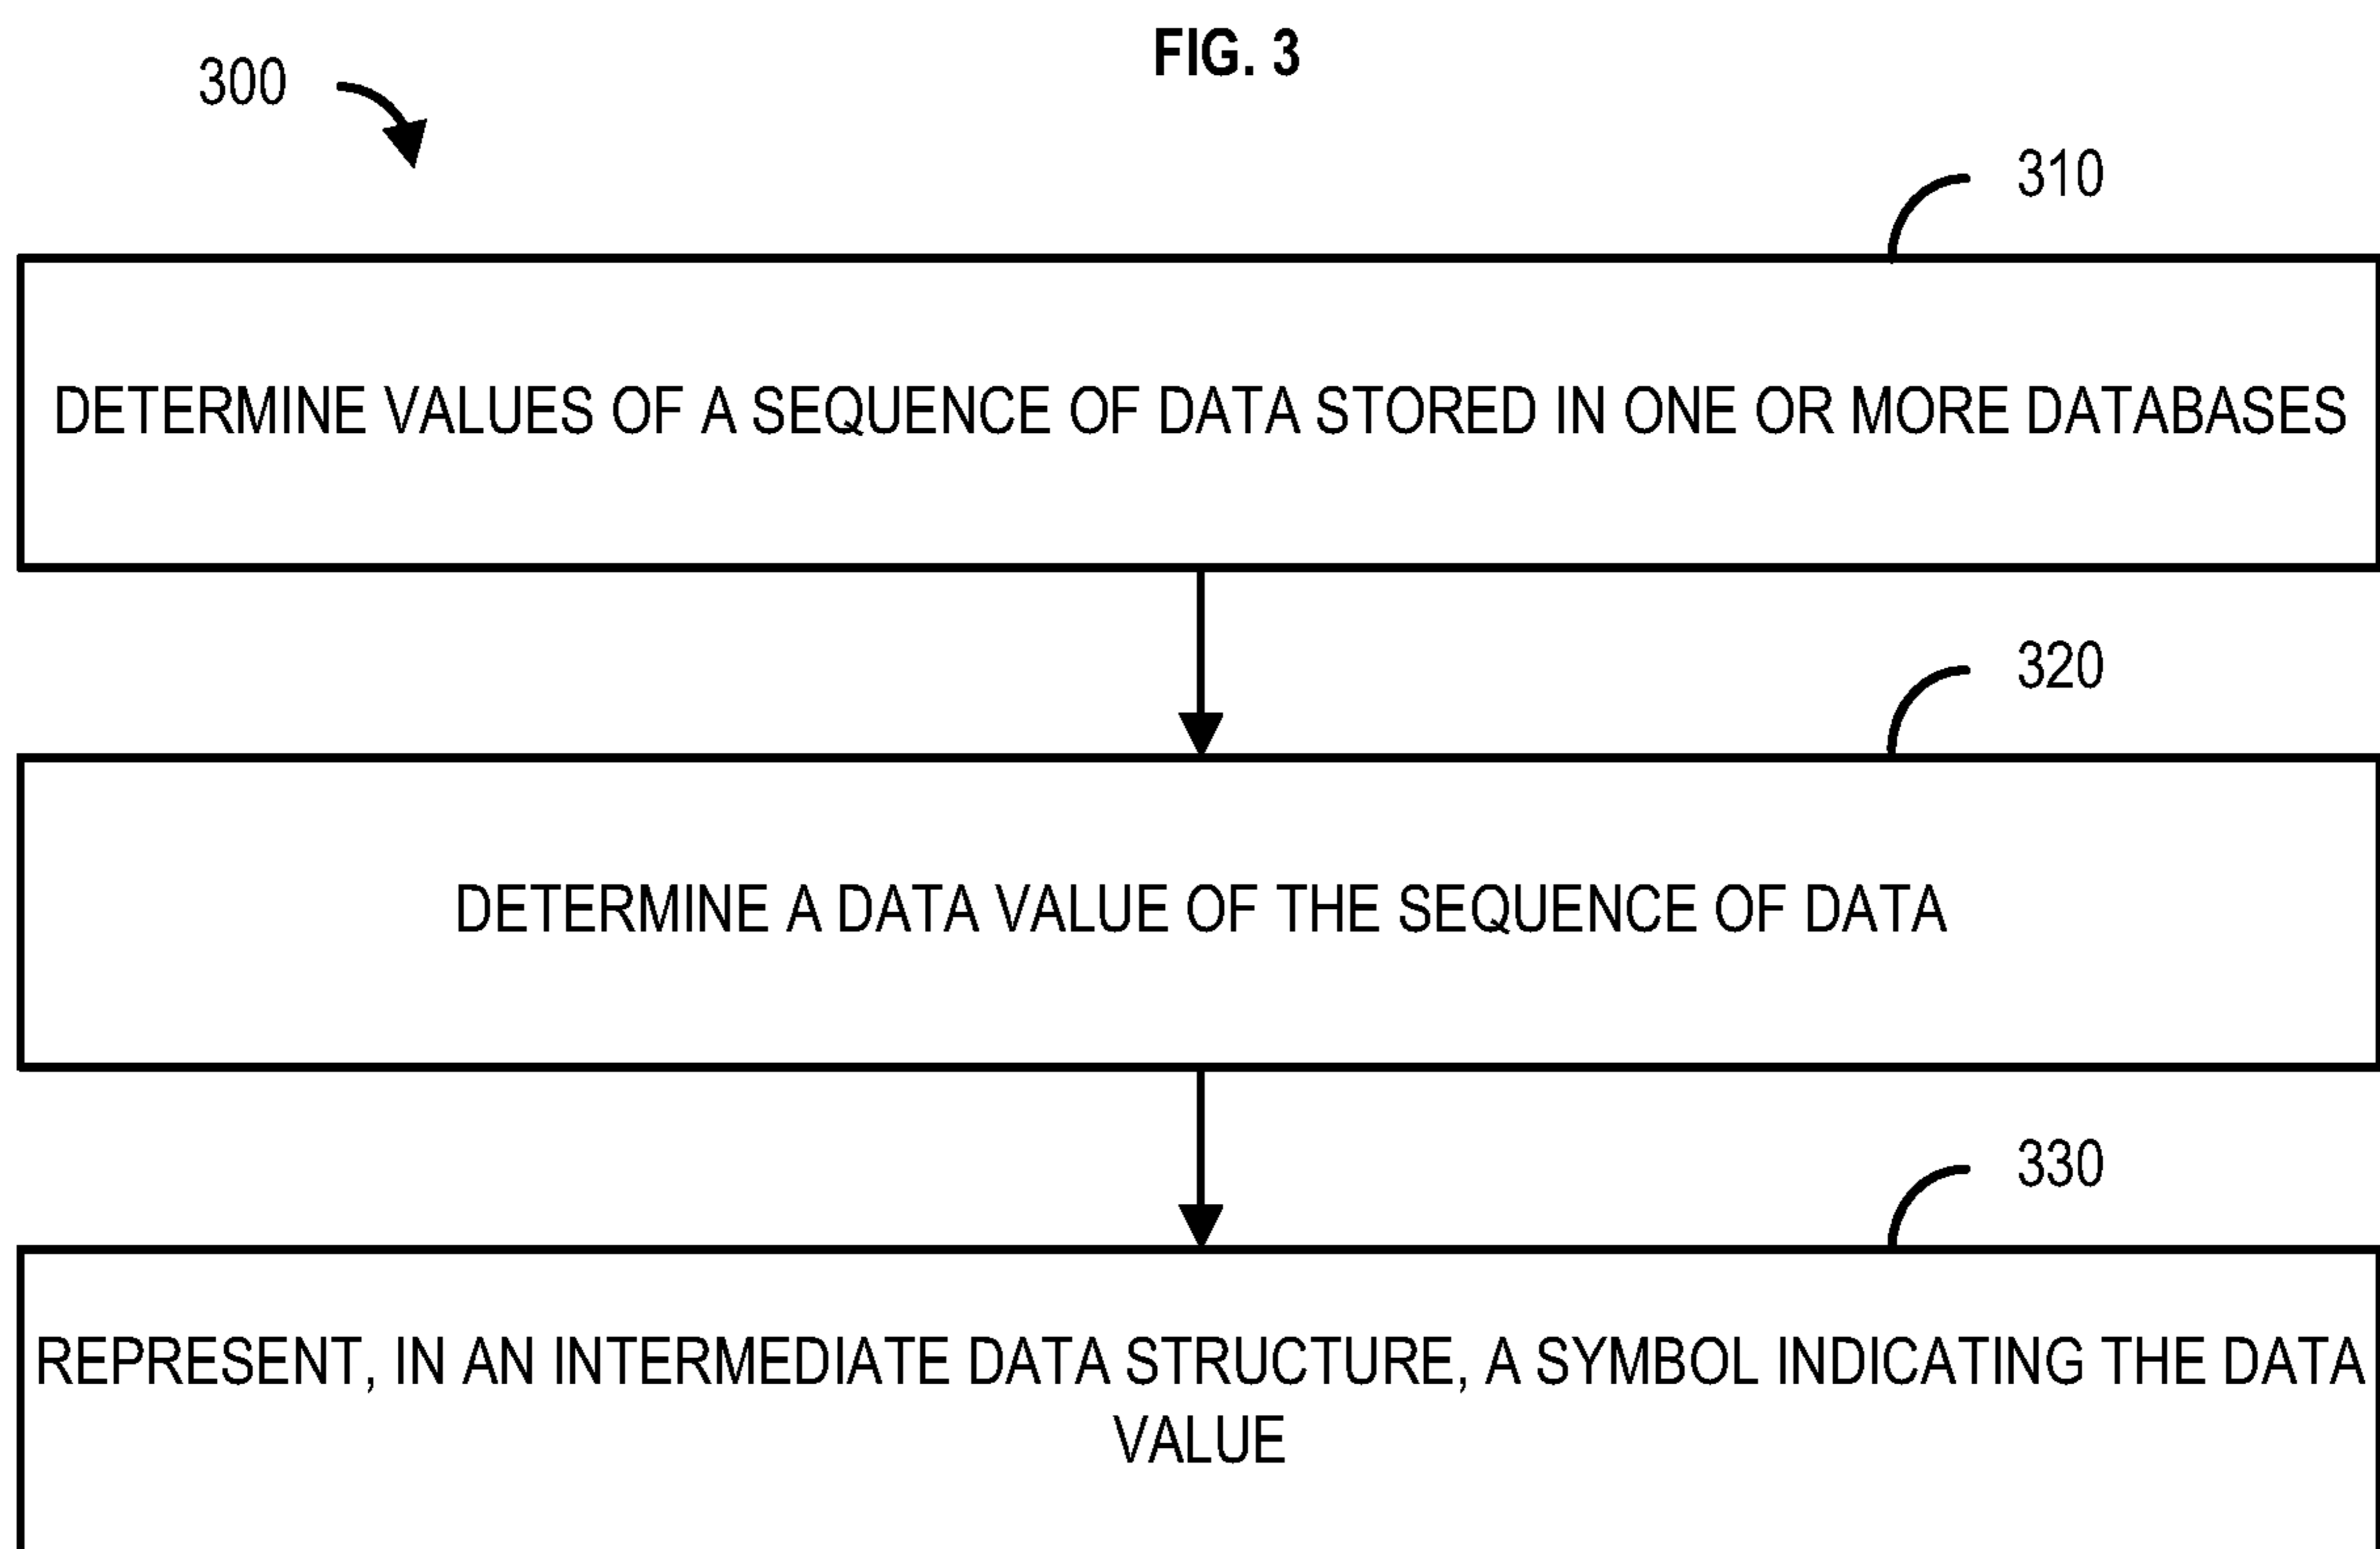 FIG. 3
300
310
DETERMINE VALUES OF A SEQUENCE OF DATA STORED IN ONE OR MORE DATABASES
320
DETERMINE A DATA VALUE OF THE SEQUENCE OF DATA
330
REPRESENT, IN AN INTERMEDIATE DATA STRUCTURE, A SYMBOL INDICATING THE DATA
VALUE